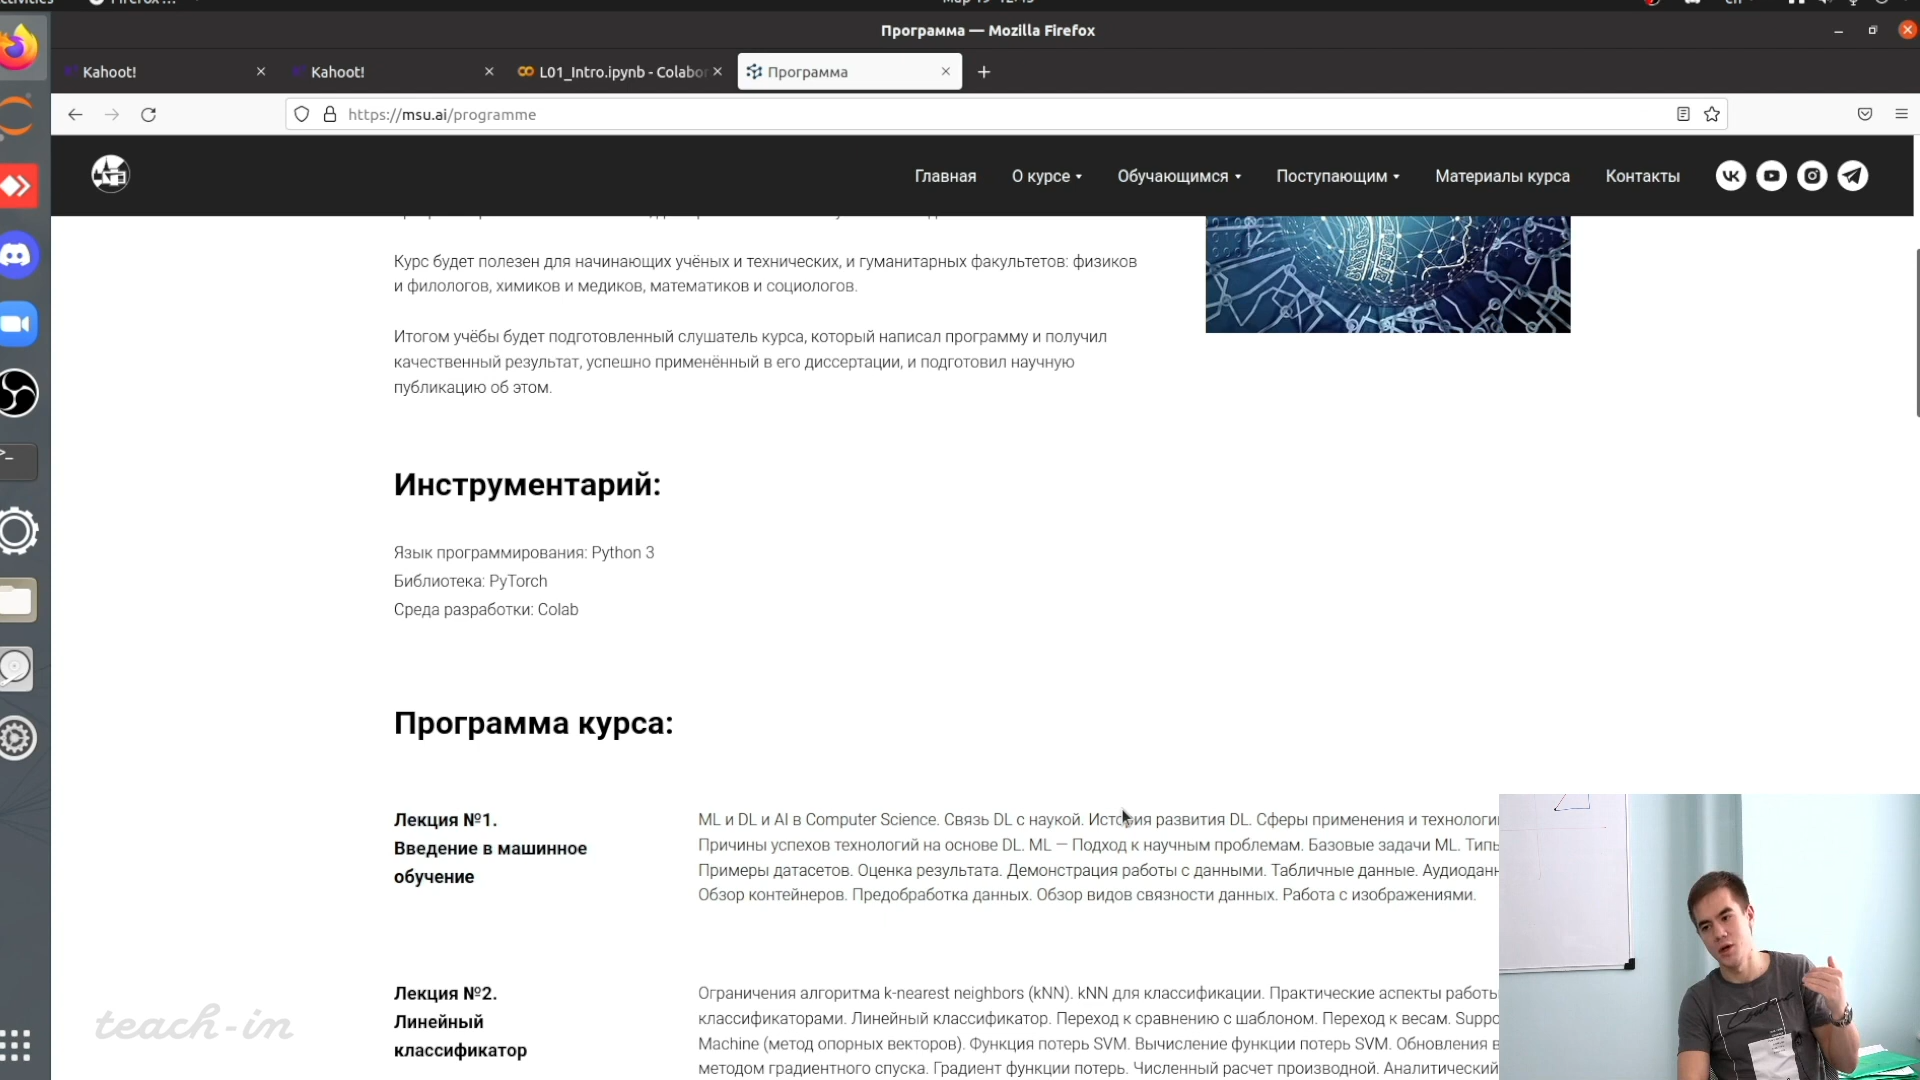 Программа — Mozilla Firefox
Kahoot!
Kahoot!
L01_Intro.ipynb - Colabor
Программа
https://msu.ai/programme
Главная
О курсе
Обучающимся
Поступающим
Материалы курса
Контакты
Курс будет полезен для начинающих учёных и технических, и гуманитарных факультетов: физиков
и филологов, химиков и медиков, математиков и социологов.
Итогом учёбы будет подготовленный слушатель курса, который написал программу и получил
качественный результат, успешно применённый в его диссертации, и подготовил научную
публикацию об этом.
Инструментарий:
Язык программирования: Python 3
Библиотека: PyTorch
Среда разработки: Colab
Программа курса:
Лекция №1.
Введение в машинное
обучение
ML и DL и AI в Computer Science. Связь DL с наукой. История развития DL. Сферы применения и технологии
Причины успехов технологий на основе DL. ML — Подход к научным проблемам. Базовые задачи ML. Типы
Примеры датасетов. Оценка результата. Демонстрация работы с данными. Табличные данные. Аудиоданн
Обзор контейнеров. Предобработка данных. Обзор видов связности данных. Работа с изображениями.
Лекция №2.
Линейный
классификатор
Ограничения алгоритма k-nearest neighbors (kNN). kNN для классификации. Практические аспекты работы
классификаторами. Линейный классификатор. Переход к сравнению с шаблоном. Переход к весам. Suppo
Machine (метод опорных векторов). Функция потерь SVM. Вычисление функции потерь SVM. Обновления в
методом градиентного спуска. Градиент функции потерь. Численный расчет производной. Аналитический
teach-in